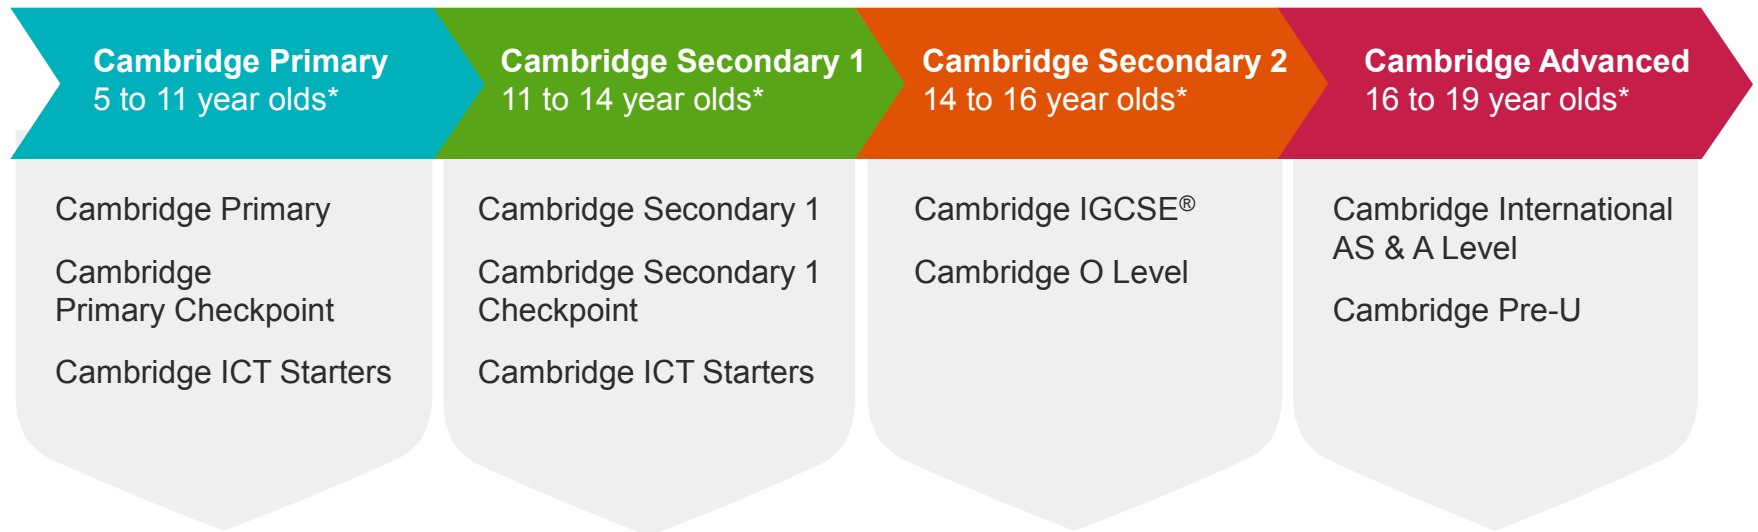 Cambridge Primary
5 to 11 year olds*
Cambridge Primary
Cambridge
Primary Checkpoint
Cambridge ICT Starters
Cambridge Secondary 1
11 to 14 year olds*
Cambridge Secondary 1
Cambridge Secondary 1
Checkpoint
Cambridge ICT Starters
Cambridge Secondary 2
14 to 16 year olds*
Cambridge IGCSE®
Cambridge O Level
Cambridge Advanced
16 to 19 year olds*
Cambridge International
AS & A Level
Cambridge Pre-U